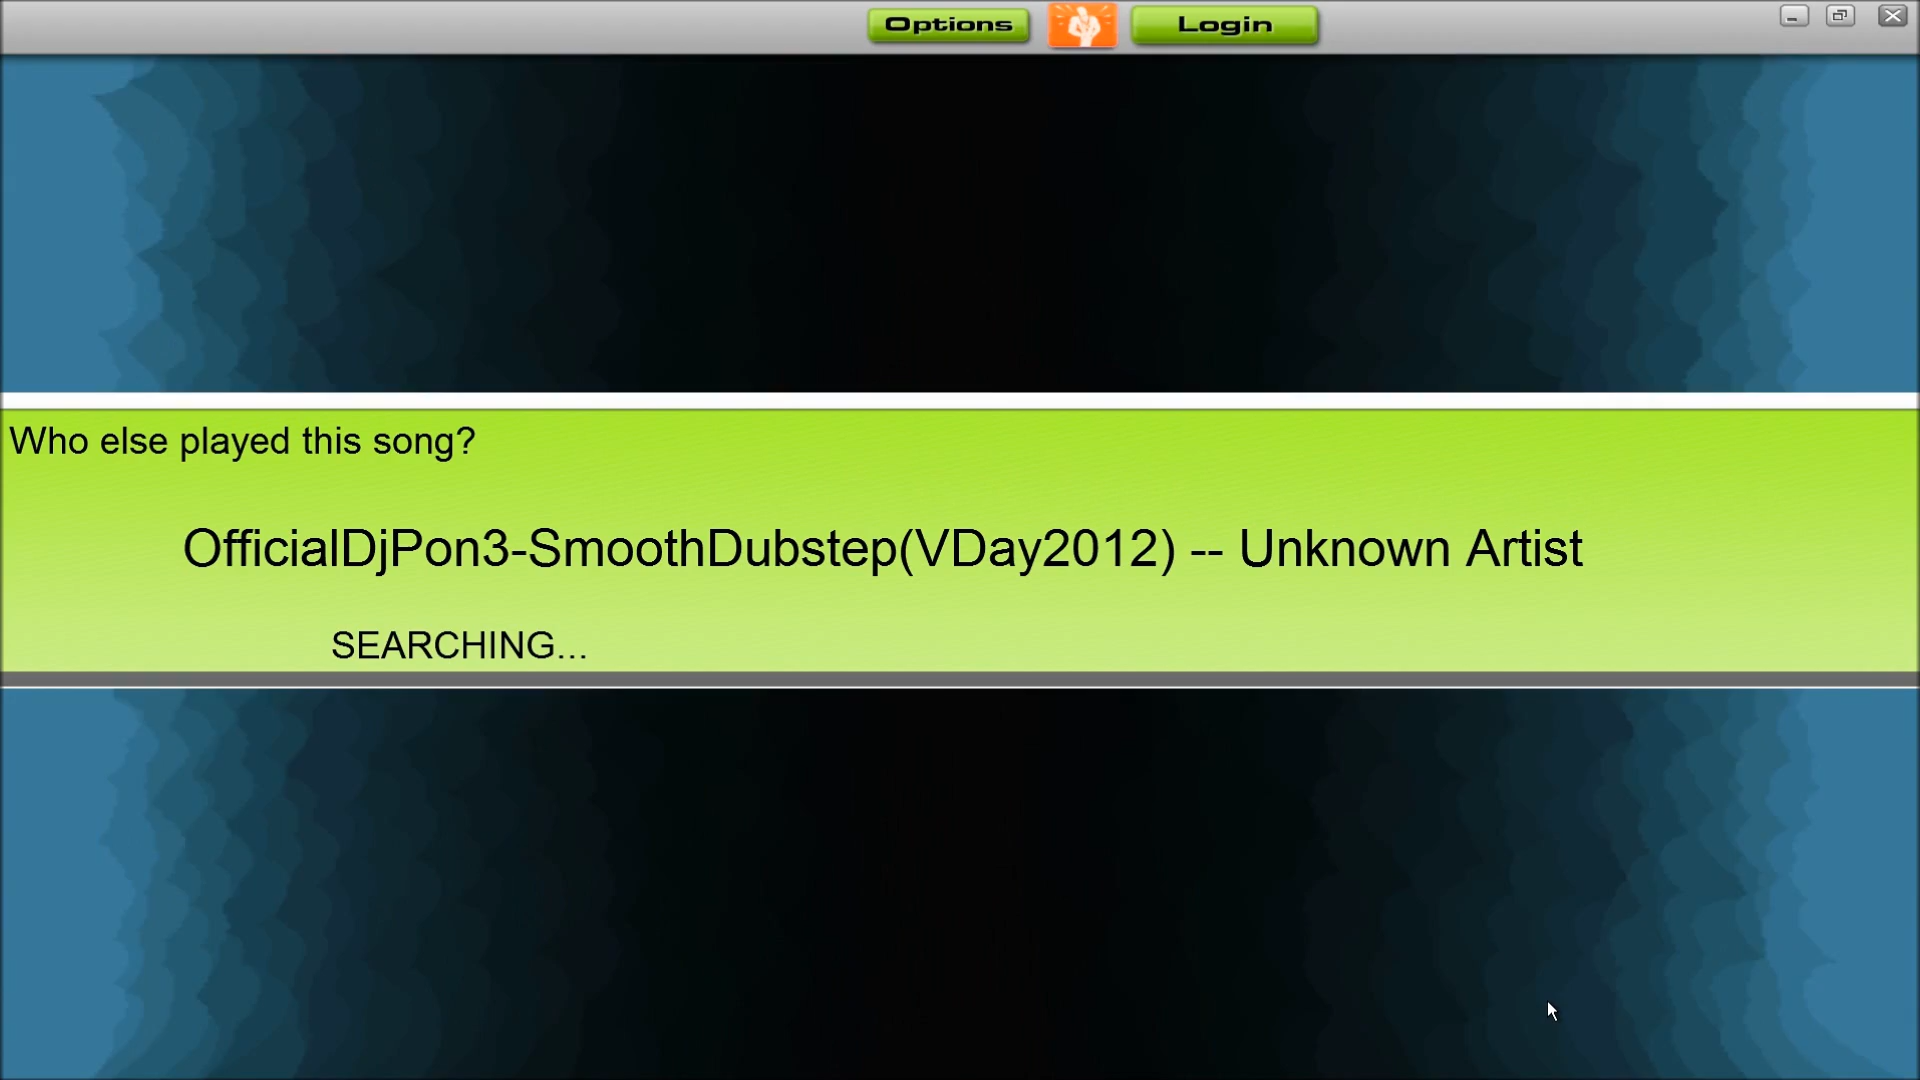 Options
Login
Who else played this song?
OfficialDjPon3-SmoothDubstep(VDay2012) -- Unknown Artist
SEARCHING...